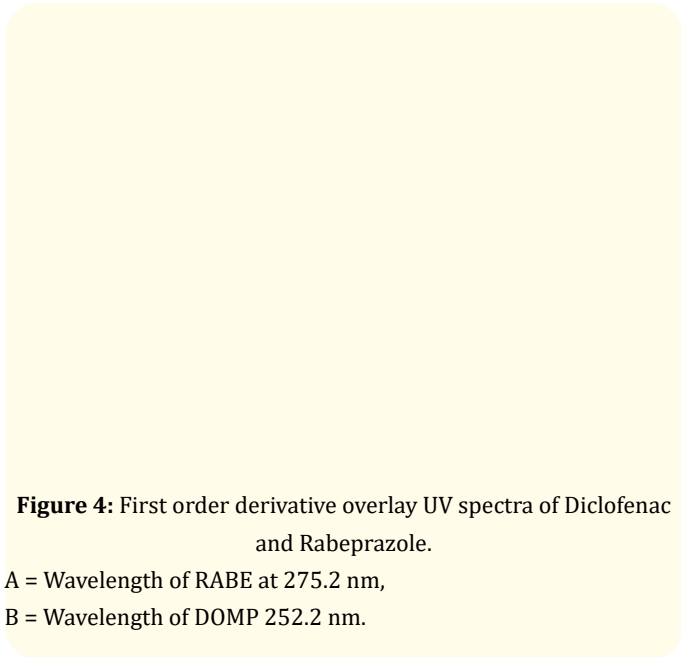 Figure 4: First order derivative overlay UV spectra of Diclofenac
and Rabeprazole.
A = Wavelength of RABE at 275.2 nm,
B = Wavelength of DOMP 252.2 nm.